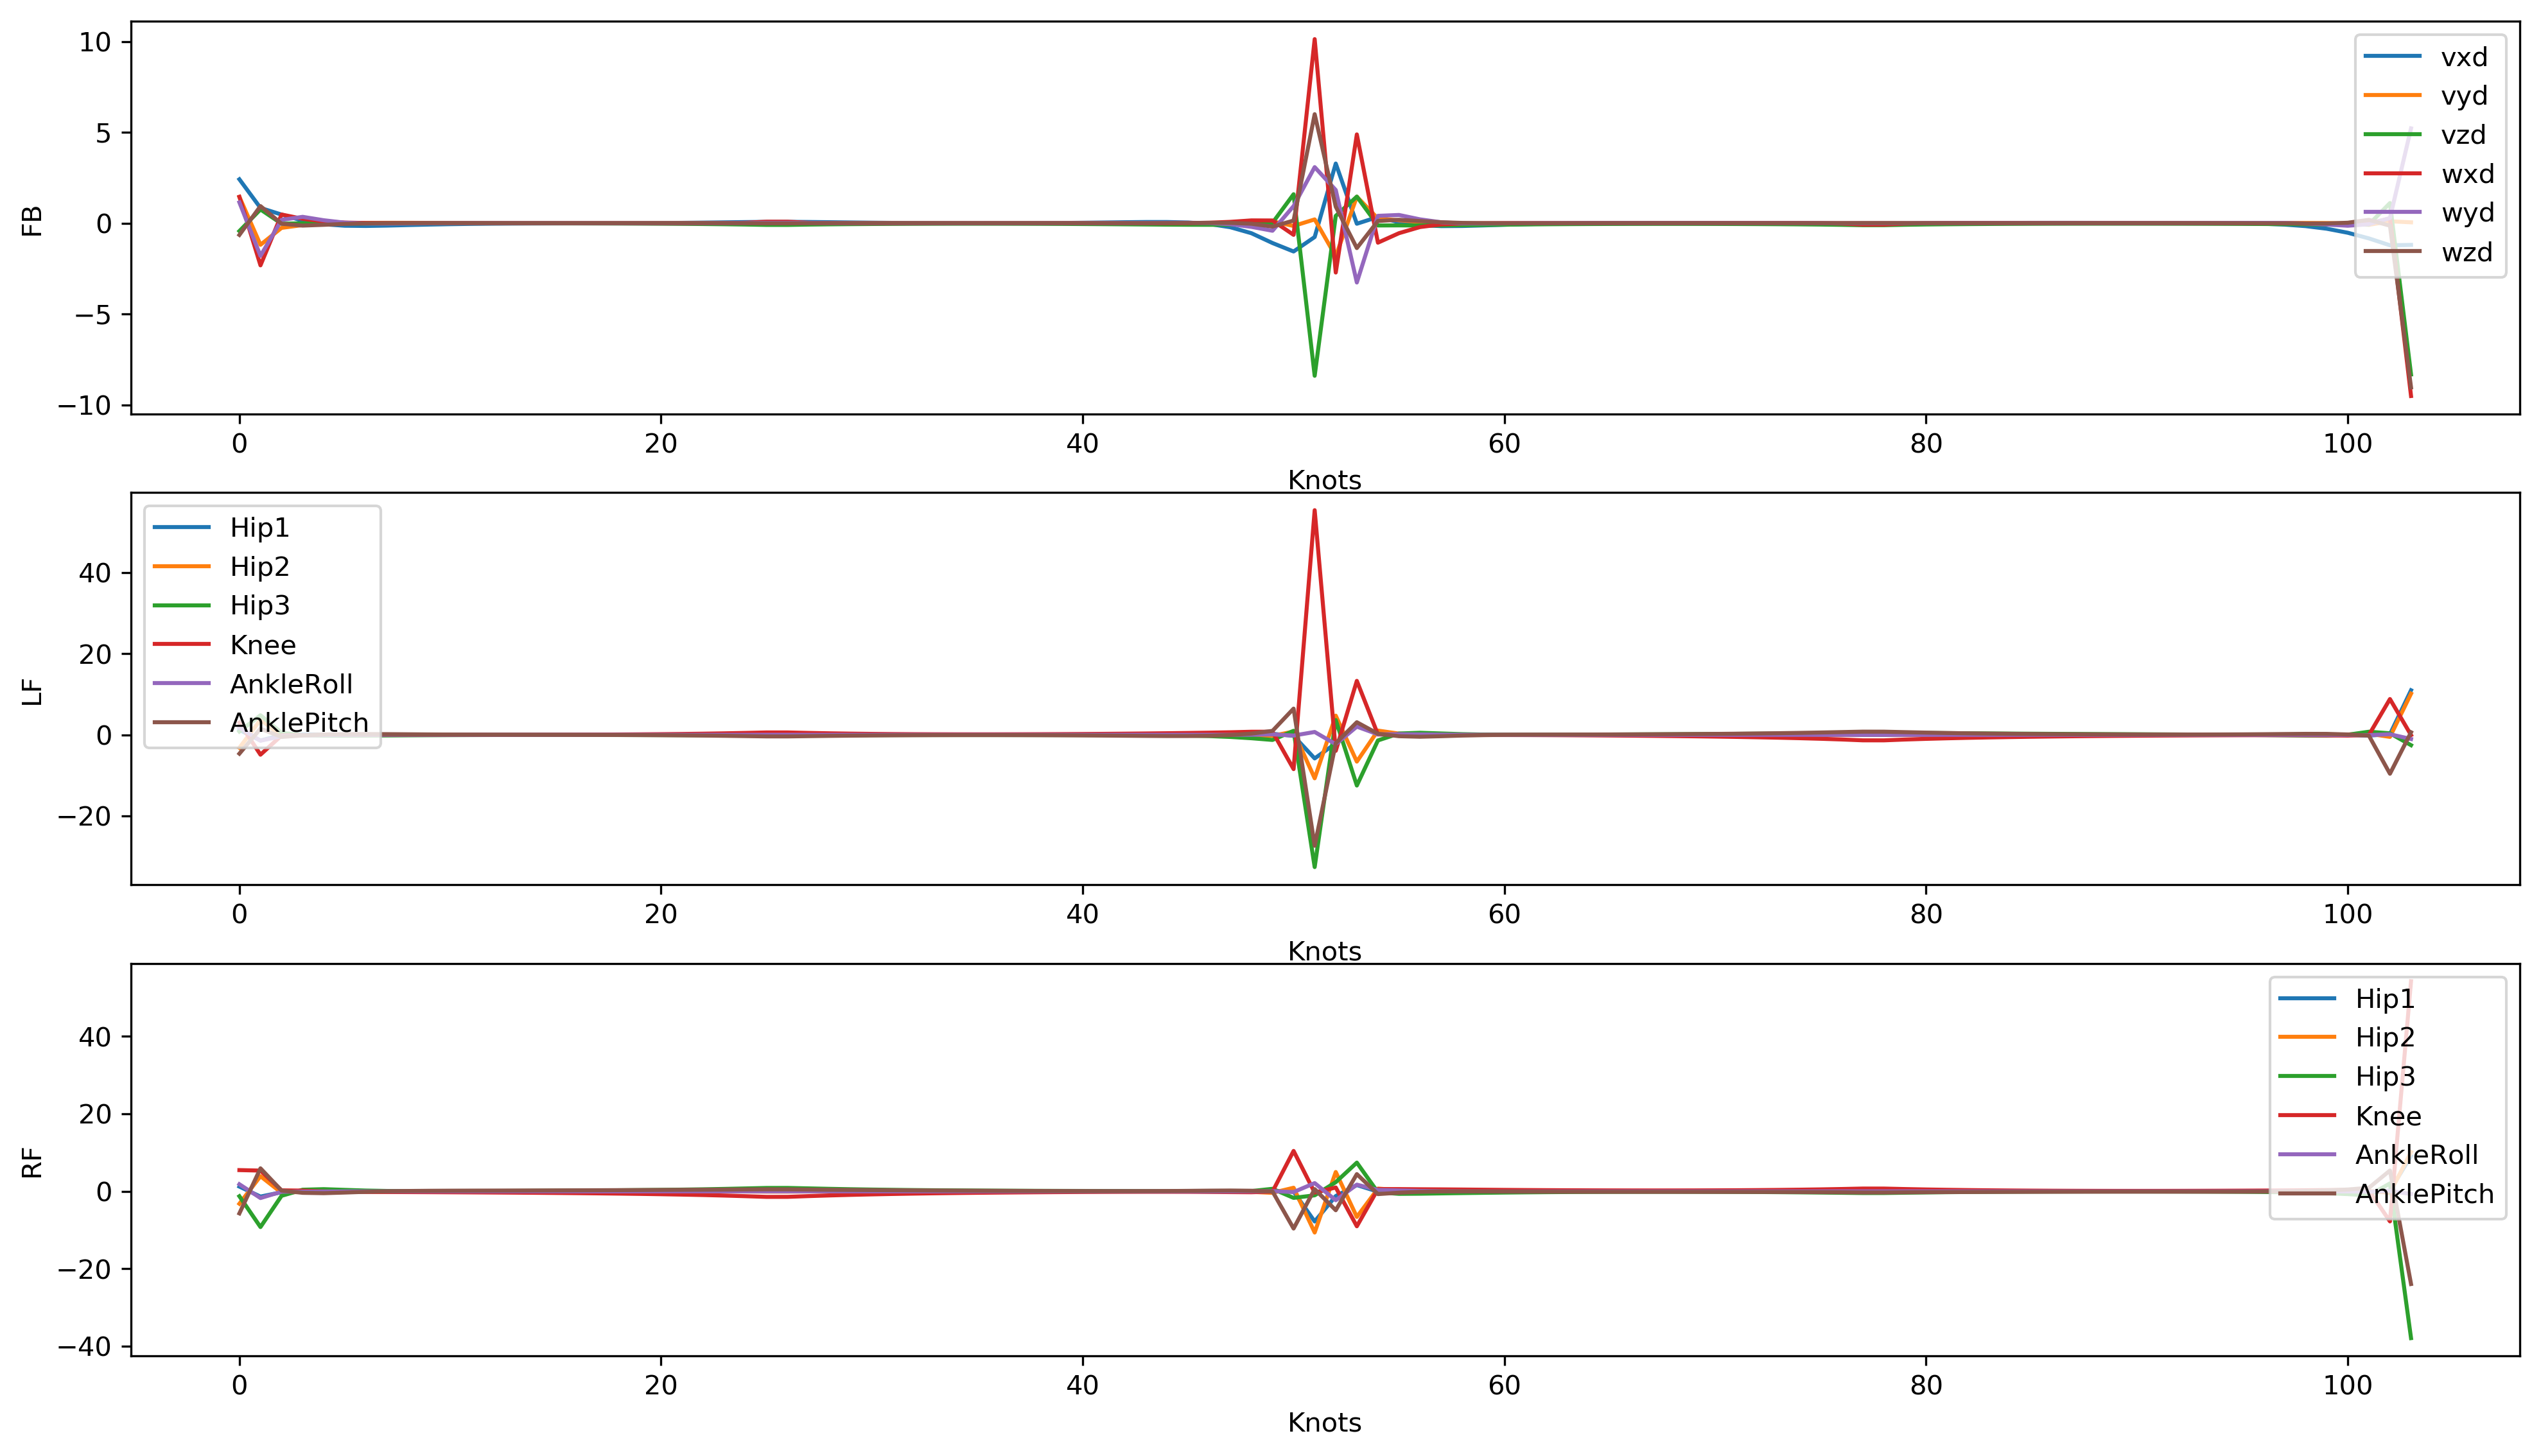 10
5
0
−5
−10
FB
vxd
vyd
vzd
wxd
wyd
wzd
0 20 40 60 80 100
Knots
40
20
0
−20
LF
Hip1
Hip2
Hip3
Knee
AnkleRoll
AnklePitch
0 20 40 60 80 100
Knots
40
20
0
−20
−40
RF
Hip1
Hip2
Hip3
Knee
AnkleRoll
AnklePitch
0 20 40 60 80 100
Knots